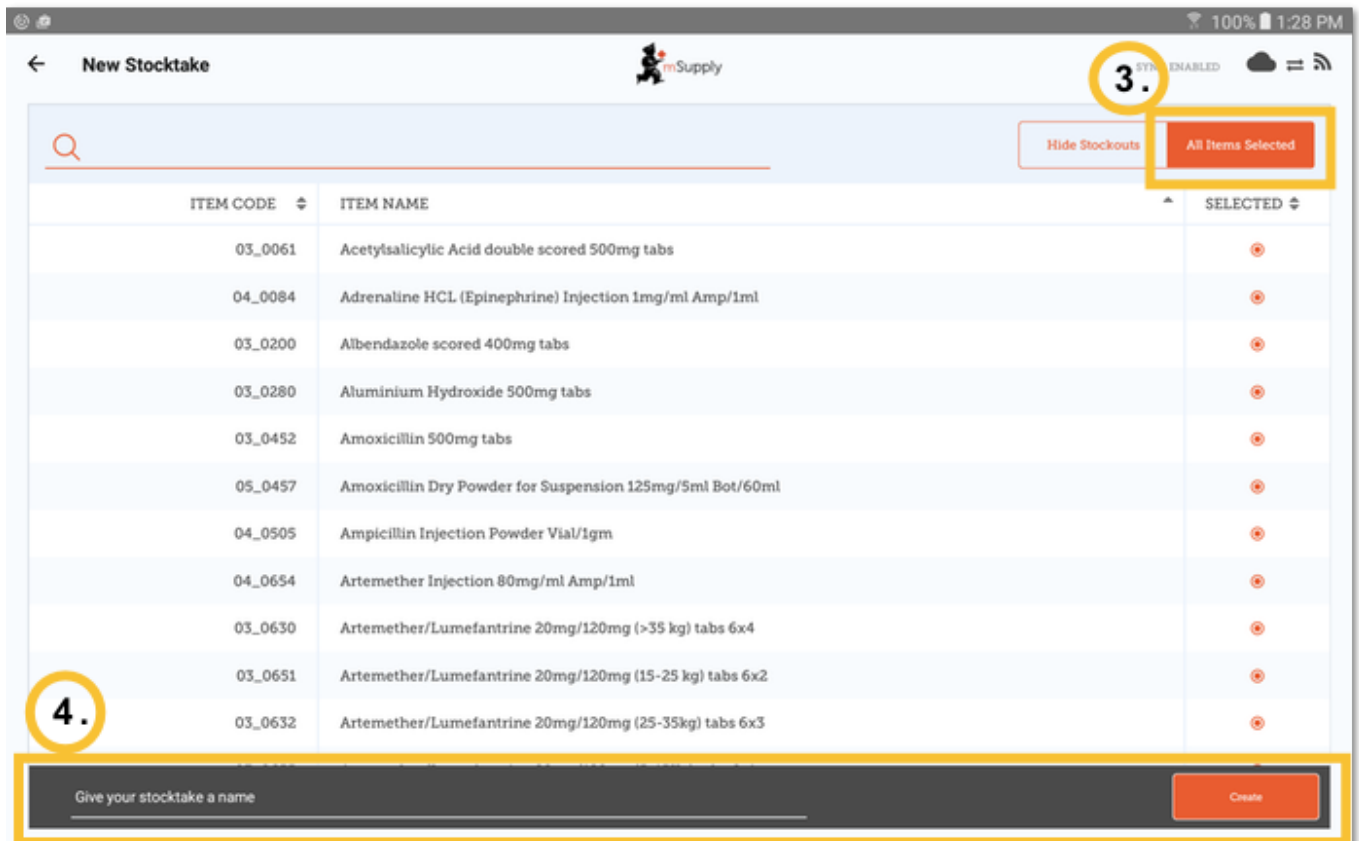 100% 1:28 PM
New Stocktake
mSupply
SYNC ENABLED
3.
Hide Stockouts
All Items Selected
ITEM CODE ITEM NAME SELECTED
03_0061 Acetylsalicylic Acid double scored 500mg tabs
04_0084 Adrenaline HCL (Epinephrine) Injection 1mg/ml Amp/1ml
03_0200 Albendazole scored 400mg tabs
03_0280 Aluminium Hydroxide 500mg tabs
03_0452 Amoxicillin 500mg tabs
05_0457 Amoxicillin Dry Powder for Suspension 125mg/5ml Bot/60ml
04_0505 Ampicillin Injection Powder Vial/1gm
04_0654 Artemether Injection 80mg/ml Amp/1ml
03_0630 Artemether/Lumefantrine 20mg/120mg (>35 kg) tabs 6x4
03_0651 Artemether/Lumefantrine 20mg/120mg (15-25 kg) tabs 6x2
4.
03_0632 Artemether/Lumefantrine 20mg/120mg (25-35kg) tabs 6x3
Give your stocktake a name
Create